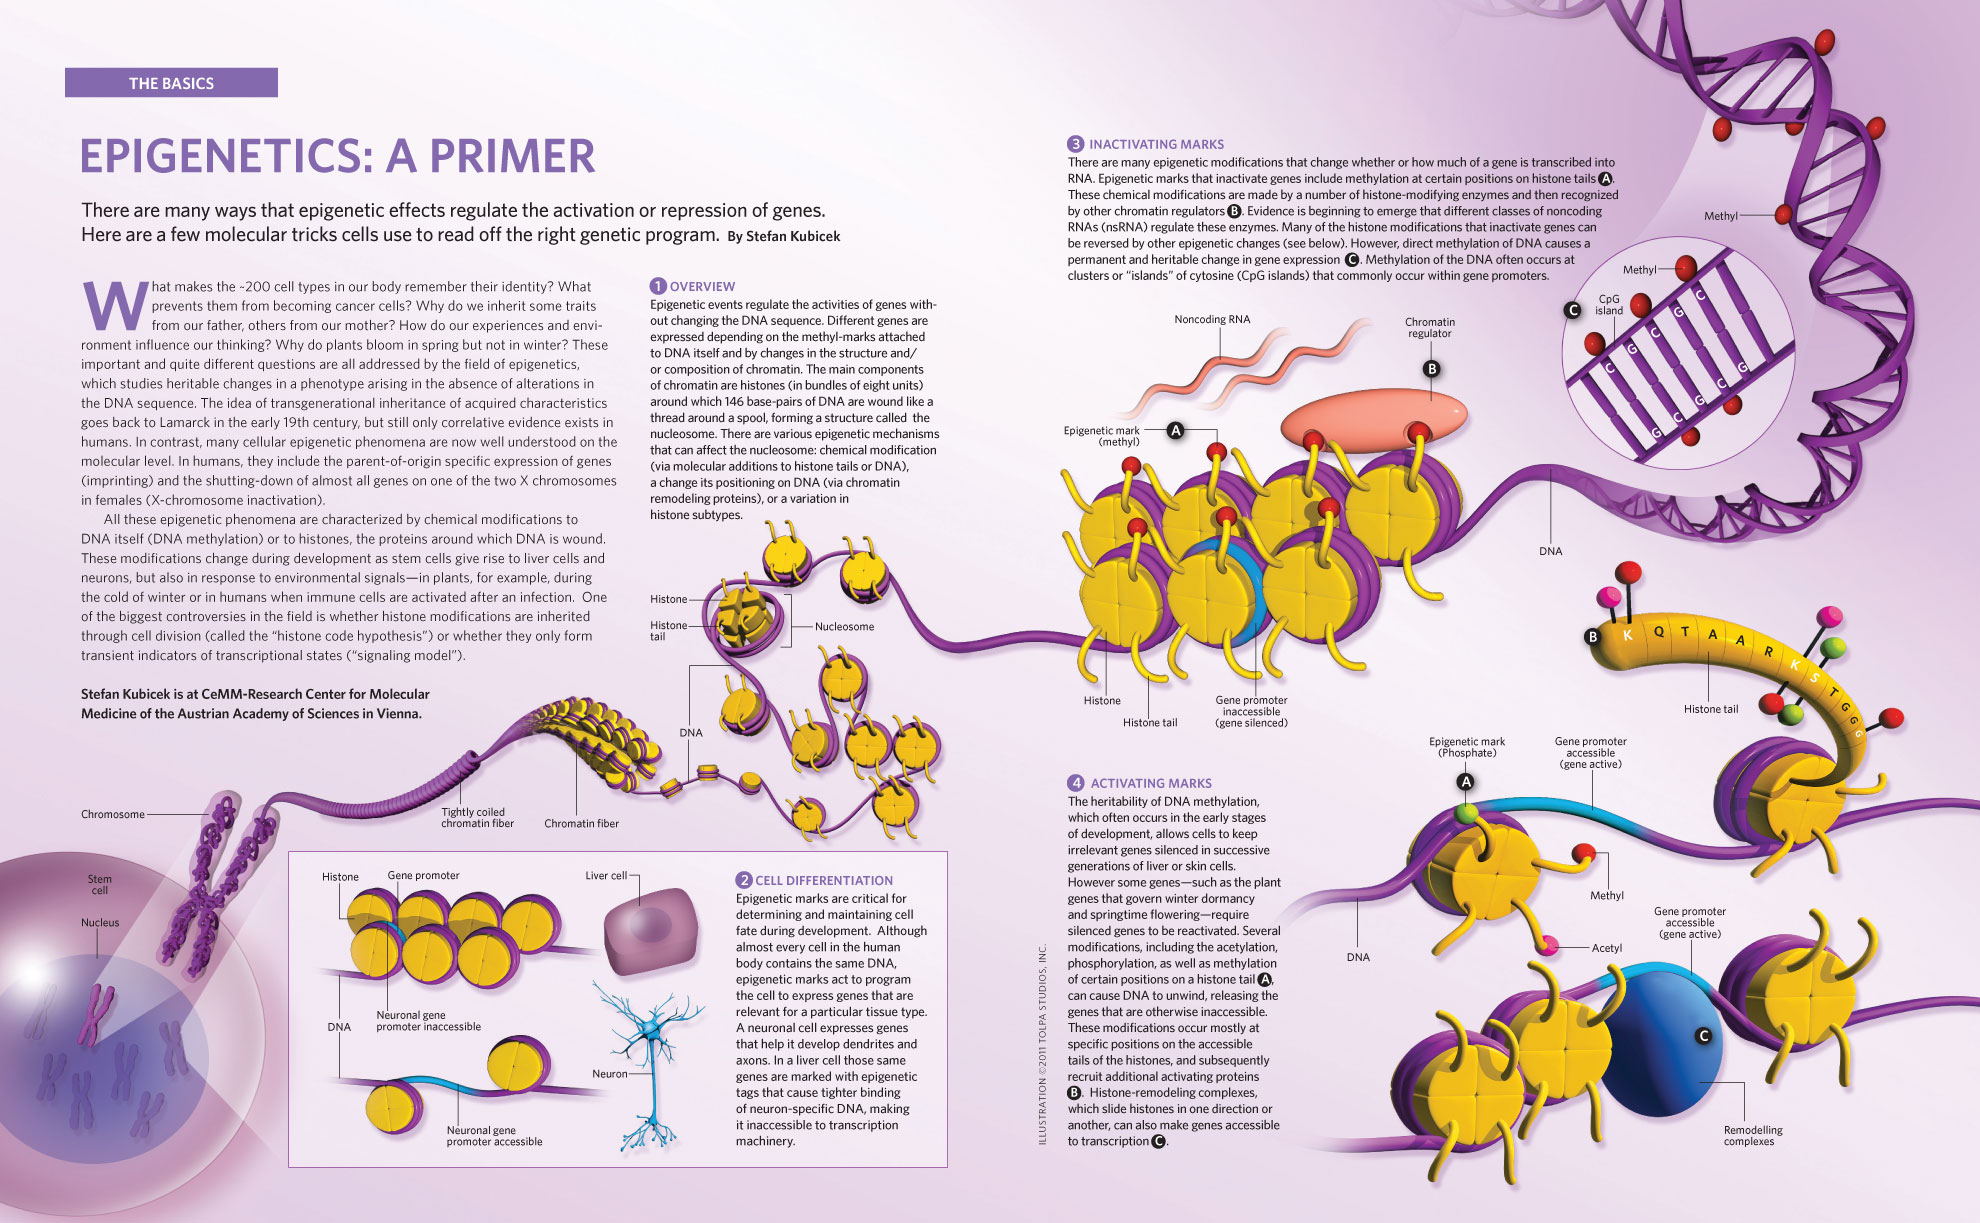 THE BASICS
EPIGENETICS: A PRIMER
There are many ways that epigenetic effects regulate the activation or repression of genes.
Here are a few molecular tricks cells use to read off the right genetic program. By Stefan Kubicek
What makes the ~200 cell types in our body remember their identity? What
prevents them from becoming cancer cells? Why do we inherit some traits
from our father, others from our mother? How do our experiences and envi-
ronment influence our thinking? Why do plants bloom in spring but not in winter? These
important and quite different questions are all addressed by the field of epigenetics,
which studies heritable changes in a phenotype arising in the absence of alterations in
the DNA sequence. The idea of transgenerational inheritance of acquired characteristics
goes back to Lamarck in the early 19th century, but still only correlative evidence exists in
humans. In contrast, many cellular epigenetic phenomena are now well understood on the
molecular level. In humans, they include the parent-of-origin specific expression of genes
(imprinting) and the shutting-down of almost all genes on one of the two X chromosomes
in females (X-chromosome inactivation).
All these epigenetic phenomena are characterized by chemical modifications to
DNA itself (DNA methylation) or to histones, the proteins around which DNA is wound.
These modifications change during development as stem cells give rise to liver cells and
neurons, but also in response to environmental signals—in plants, for example, during
the cold of winter or in humans when immune cells are activated after an infection. One
of the biggest controversies in the field is whether histone modifications are inherited
through cell division (called the “histone code hypothesis”) or whether they only form
transient indicators of transcriptional states (“signaling model”).
Stefan Kubicek is at CeMM-Research Center for Molecular
Medicine of the Austrian Academy of Sciences in Vienna.
1 OVERVIEW
Epigenetic events regulate the activities of genes with-
out changing the DNA sequence. Different genes are
expressed depending on the methyl-marks attached
to DNA itself and by changes in the structure and/
or composition of chromatin. The main components
of chromatin are histones (in bundles of eight units)
around which 146 base-pairs of DNA are wound like a
thread around a spool, forming a structure called the
nucleosome. There are various epigenetic mechanisms
that can affect the nucleosome: chemical modification
(via molecular additions to histone tails or DNA),
a change its positioning on DNA (via chromatin
remodeling proteins), or a variation in
histone subtypes.
Histone
Histone
tail
Nucleosome
DNA
Chromosome
Tightly coiled
chromatin fiber
Chromatin fiber
Stem
cell
Nucleus
Histone
Gene promoter
Liver cell
Neuronal gene
promoter inaccessible
DNA
Neuron
Neuronal gene
promoter accessible
2 CELL DIFFERENTIATION
Epigenetic marks are critical for
determining and maintaining cell
fate during development. Although
almost every cell in the human
body contains the same DNA,
epigenetic marks act to program
the cell to express genes that are
relevant for a particular tissue type.
A neuronal cell expresses genes
that help it develop dendrites and
axons. In a liver cell those same
genes are marked with epigenetic
tags that cause tighter binding
of neuron-specific DNA, making
it inaccessible to transcription
machinery.
3 INACTIVATING MARKS
There are many epigenetic modifications that change whether or how much of a gene is transcribed into
RNA. Epigenetic marks that inactivate genes include methylation at certain positions on histone tails A.
These chemical modifications are made by a number of histone-modifying enzymes and then recognized
by other chromatin regulators B. Evidence is beginning to emerge that different classes of noncoding
RNAs (nsRNA) regulate these enzymes. Many of the histone modifications that inactivate genes can
be reversed by other epigenetic changes (see below). However, direct methylation of DNA causes a
permanent and heritable change in gene expression C. Methylation of the DNA often occurs at
clusters or “islands” of cytosine (CpG islands) that commonly occur within gene promoters.
Noncoding RNA
Chromatin
regulator
B
Epigenetic mark
(methyl)
A
Methyl
Methyl
C
CpG
island
C G C G C
G C G C G
DNA
Histone
Histone tail
Gene promoter
inaccessible
(gene silenced)
B
K Q T A A R K S T G G G
Histone tail
4 ACTIVATING MARKS
The heritability of DNA methylation,
which often occurs in the early stages
of development, allows cells to keep
irrelevant genes silenced in successive
generations of liver or skin cells.
However some genes—such as the plant
genes that govern winter dormancy
and springtime flowering—require
silenced genes to be reactivated. Several
modifications, including the acetylation,
phosphorylation, as well as methylation
of certain positions on a histone tail A,
can cause DNA to unwind, releasing the
genes that are otherwise inaccessible.
These modifications occur mostly at
specific positions on the accessible
tails of the histones, and subsequently
recruit additional activating proteins
B. Histone-remodeling complexes,
which slide histones in one direction or
another, can also make genes accessible
to transcription C.
Epigenetic mark
(Phosphate)
A
Gene promoter
accessible
(gene active)
Methyl
Acetyl
DNA
Gene promoter
accessible
(gene active)
C
Remodelling
complexes
ILLUSTRATION ©2011 TOLPA STUDIOS, INC.